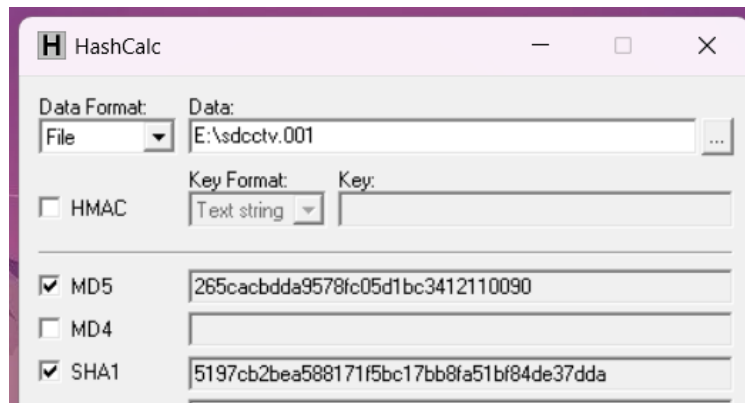 H HashCalc
Data Format: Data:
File E:\sdcctv.001 ...
Key Format: Key:
HMAC Text string
MD5 265cacbdda9578fc05d1bc3412110090
MD4
SHA1 5197cb2bea588171f5bc17bb8fa51bf84de37dda